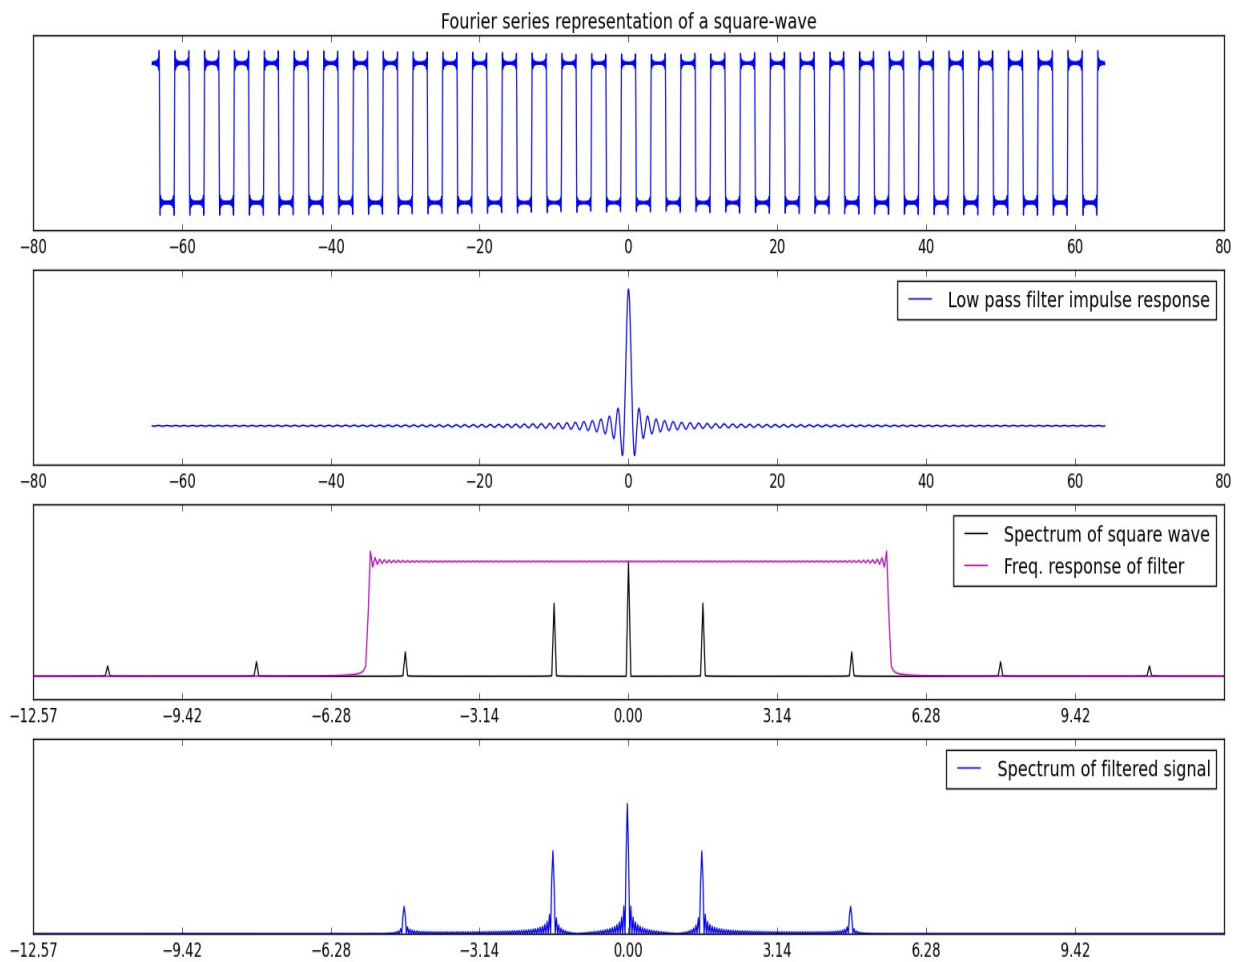 Fourier series representation of a square-wave
−80 −60 −40 −20 0 20 40 60 80
Low pass filter impulse response
−80 −60 −40 −20 0 20 40 60 80
Spectrum of square wave
Freq. response of filter
−12.57 −9.42 −6.28 −3.14 0.00 3.14 6.28 9.42
Spectrum of filtered signal
−12.57 −9.42 −6.28 −3.14 0.00 3.14 6.28 9.42